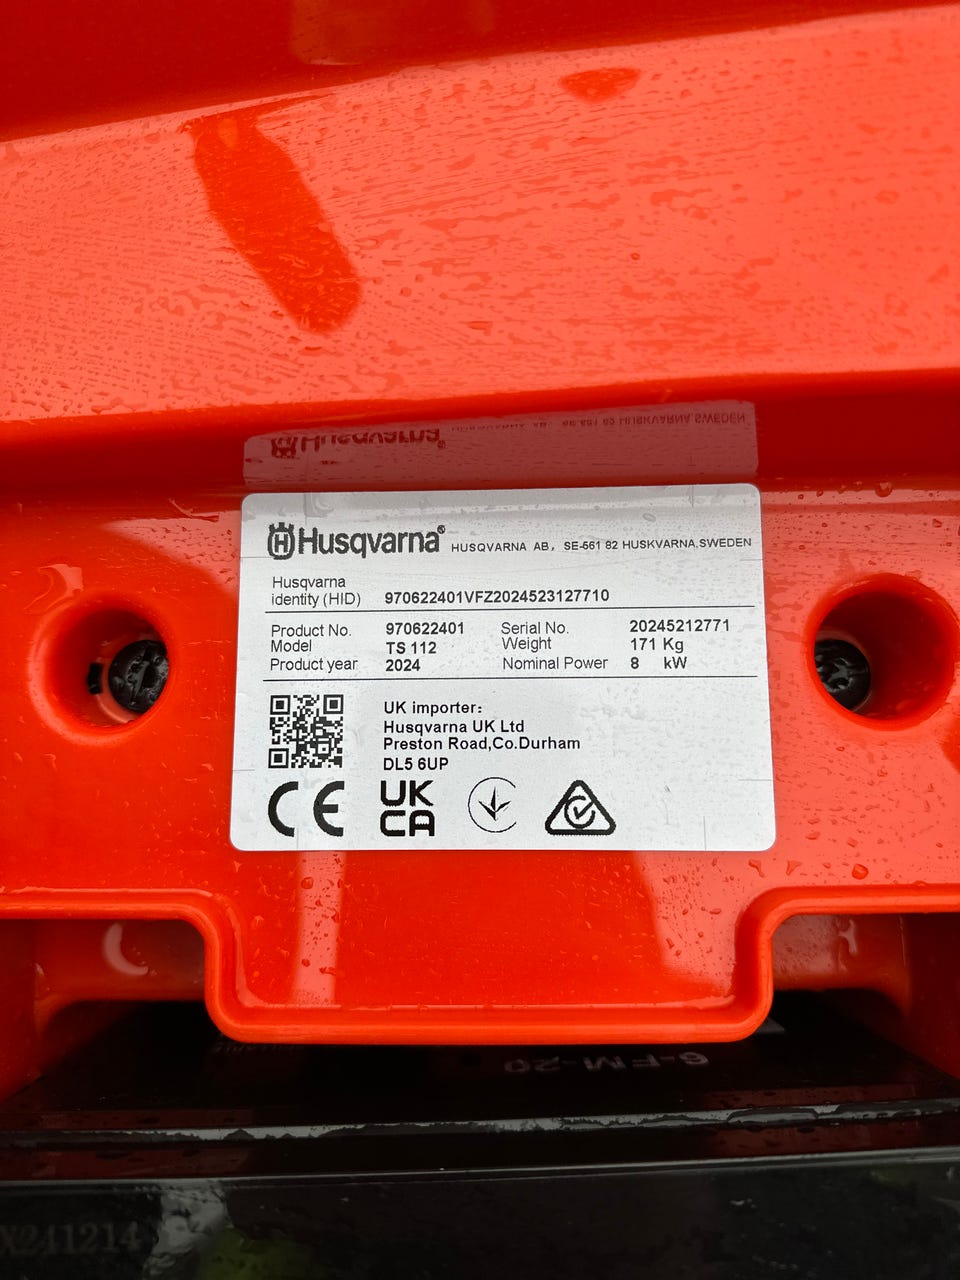 Husqvarna® HUSQVARNA AB, SE-561 82 HUSKVARNA,SWEDEN
Husqvarna
identity (HID) 970622401VFZ2024523127710
Product No. 970622401 Serial No. 20245212771
Model TS 112 Weight 171 Kg
Product year 2024 Nominal Power 8 kW
UK importer:
Husqvarna UK Ltd
Preston Road,Co.Durham
DL5 6UP
CE UK
CA
6-FM-20
X241214